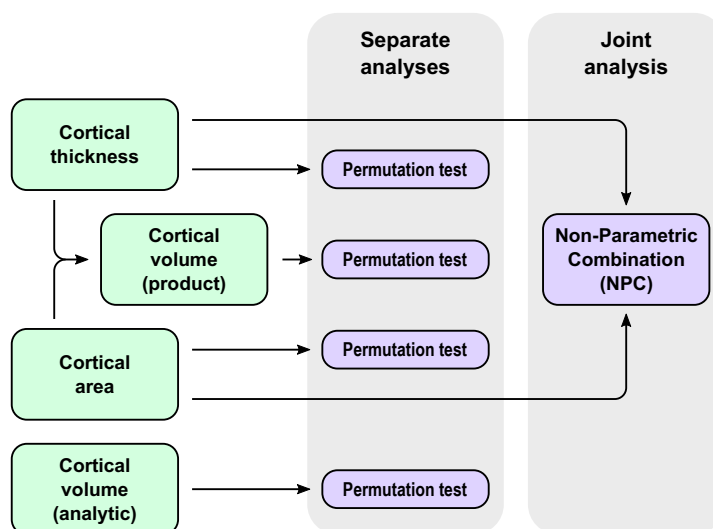 Separate
analyses
Joint
analysis
Cortical
thickness
Permutation test
Cortical
volume
(product)
Permutation test
Non-Parametric
Combination
(NPC)
Cortical
area
Permutation test
Cortical
volume
(analytic)
Permutation test